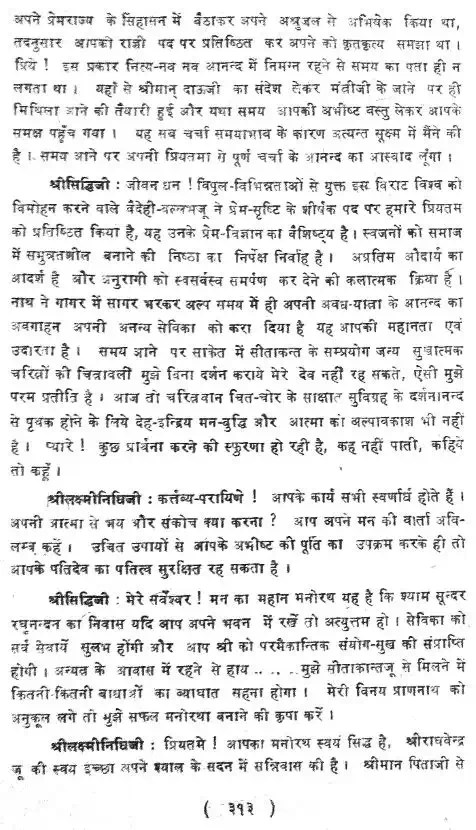 अपने प्रेमराज्य के सिंहासन में बैठाकर अपने अश्रुजल से अभिषेक किया था,
तदनुसार आपको राज्ञी पद पर प्रतिष्ठित कर अपने को कृतकृत्य समझा था।
प्रिये! इस प्रकार नित्य-नव नव आनन्द में निमग्न रहने से समय का पता ही न
लगता था। यहाँ से श्रीमान् दाऊजी का संदेश लेकर मंत्रीजी के जाने पर ही
मिथिला आने की तैयारी हुई और यथा समय आपकी अभीष्ट वस्तु लेकर आपके
समक्ष पहुँच गया। यह सब चर्चा समयाभाव के कारण अत्यन्त सूक्ष्म में मैंने की
है। समय आने पर अपनी प्रियतमा से पूर्ण चर्चा के आनन्द का आस्वाद लूंगा।
श्रीसिद्धिजी : जीवन धन! विपुल-विभिन्नताओं से युक्त इस विराट विश्व को
विमोहन करने वाले वैदेही-वल्लभजू ने प्रेम-सृष्टि के शीर्षक पद पर हमारे प्रियतम
को प्रतिष्ठित किया है, यह उनके प्रेम-विज्ञान का वैशिष्ट्य है। स्वजनों को समाज
में समुन्नतशील बनाने की निष्ठा का निर्पेक्ष निर्वाह है। अप्रतिम औदार्य का
आदर्श है और अनुरागी को स्वसर्वस्व समर्पण कर देने की कलात्मक क्रिया है।
नाथ ने गागर में सागर भरकर अल्प समय में ही अपनी अवध-यात्रा के आनन्द का
अवगाहन अपनी अनन्य सेविका को करा दिया है यह आपकी महानता एवं
उदारता है। समय आने पर साकेत में सीताकन्त के सम्प्रयोग जन्य सुखात्मक
चरित्रों की चित्रावली मुझे बिना दर्शन कराये मेरे देव नहीं रह सकते, ऐसी मुझे
परम प्रतीति है। आज तो चरित्रवान चित-चोर के साक्षात सुविग्रह के दर्शनानन्द
से पृथक होने के लिये देह-इन्द्रिय मन-बुद्धि और आत्मा को अल्पावकाश भी नहीं
है। प्यारे! कुछ प्रार्थना करने की स्फुरणा हो रही है, कह नहीं पाती, कहिये
तो कहूँ।
श्रीलक्ष्मीनिधिजी : कर्त्तव्य-परायिणे! आपके कार्य सभी स्वर्णार्घ होते हैं।
अपनी आत्मा से भय और संकोच क्या करना? आप अपने मन की वार्ता अवि-
लम्ब कहें। उचित उपायों से आपके अभीष्ट की पूर्ति का उपक्रम करके ही तो
आपके पतिदेव का पतित्व सुरक्षित रह सकता है।
श्रीसिद्धिजी : मेरे सर्वेश्वर! मन का महान मनोरथ यह है कि श्याम सुन्दर
रघुनन्दन का निवास यदि आप अपने भवन में रखें तो अत्युत्तम हो। सेविका को
सर्व सेवायें सुलभ होंगी और आप श्री को परमैकान्तिक संयोग-सुख की संप्राप्ति
होगी। अन्यत्र के आवास में रहने से हाय ... ... मुझे सीताकान्तजू से मिलने में
कितनी-कितनी बाधाओं का व्याघात सहना होगा। मेरी विनय प्राणनाथ को
अनुकूल लगे तो मुझे सफल मनोरथा बनाने की कृपा करें।
श्रीलक्ष्मीनिधिजी : प्रियतमे! आपका मनोरथ स्वयं सिद्ध है, श्रीराघवेन्द्र
जू की स्वयं इच्छा अपने श्याल के सदन में सन्निवास की है। श्रीमान पिताजी से
( ३१३ )